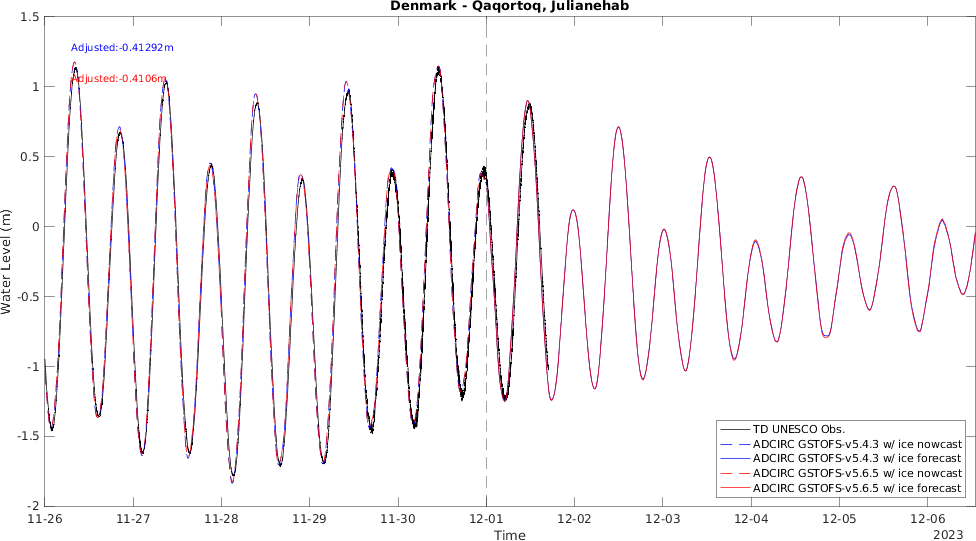 Denmark - Qaqortoq, Julianehab
1.5
Adjusted:-0.41292m
Adjusted:-0.4106m
1
0.5
0
-0.5
-1
-1.5
-2
Water Level (m)
TD UNESCO Obs.
ADCIRC GSTOFS-v5.4.3 w/ ice nowcast
ADCIRC GSTOFS-v5.4.3 w/ ice forecast
ADCIRC GSTOFS-v5.6.5 w/ ice nowcast
ADCIRC GSTOFS-v5.6.5 w/ ice forecast
11-26 11-27 11-28 11-29 11-30 12-01 12-02 12-03 12-04 12-05 12-06
Time
2023